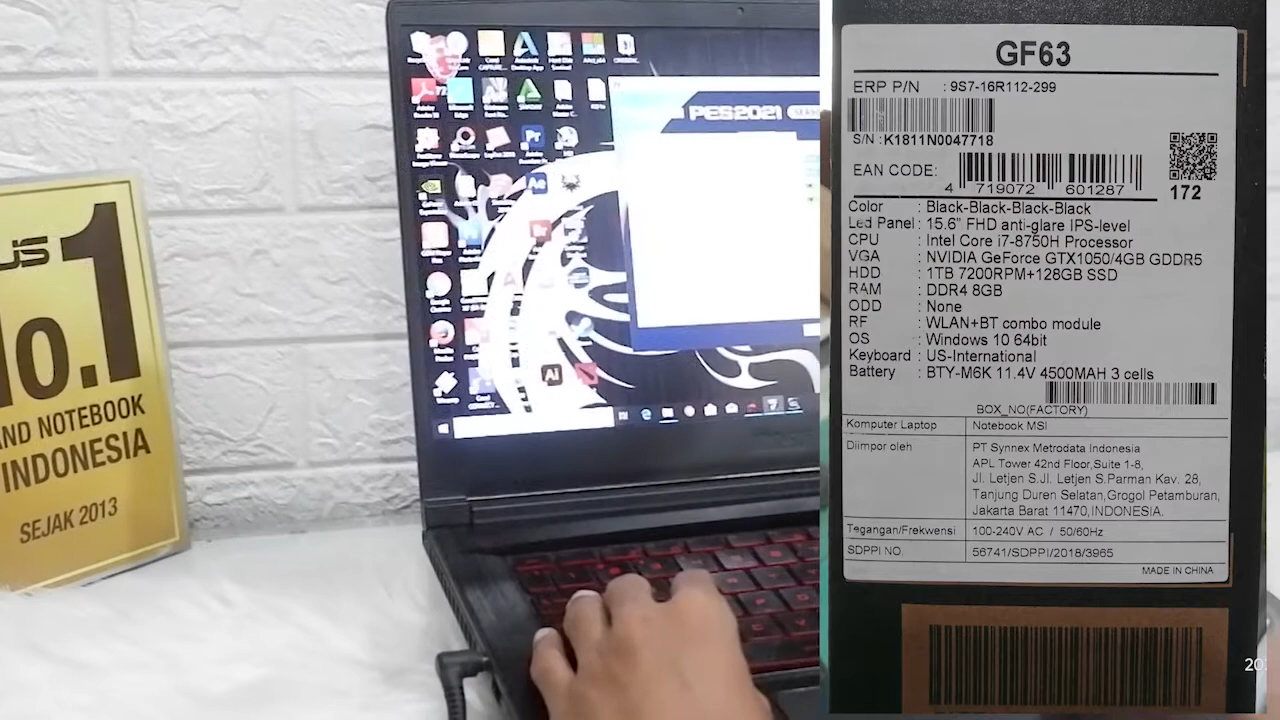 US
No.1
AND NOTEBOOK
INDONESIA
SEJAK 2013
PES2021
Ps
Pr
Ae
Br
Ai
GF63
ERP P/N : 9S7-16R112-299
S/N :K1811N0047718
EAN CODE:
4 719072 601287
172
Color : Black-Black-Black-Black
Led Panel : 15.6" FHD anti-glare IPS-level
CPU : Intel Core i7-8750H Processor
VGA : NVIDIA GeForce GTX1050/4GB GDDR5
HDD : 1TB 7200RPM+128GB SSD
RAM : DDR4 8GB
ODD : None
RF : WLAN+BT combo module
OS : Windows 10 64bit
Keyboard : US-International
Battery : BTY-M6K 11.4V 4500MAH 3 cells
BOX_NO(FACTORY)
Komputer Laptop Notebook MSI
Diimpor oleh PT Synnex Metrodata Indonesia
APL Tower 42nd Floor,Suite 1-8,
Jl. Letjen S.Jl. Letjen S.Parman Kav. 28,
Tanjung Duren Selatan,Grogol Petamburan,
Jakarta Barat 11470,INDONESIA.
Tegangan/Frekwensi 100-240V AC / 50/60Hz
SDPPI NO. 56741/SDPPI/2018/3965
MADE IN CHINA